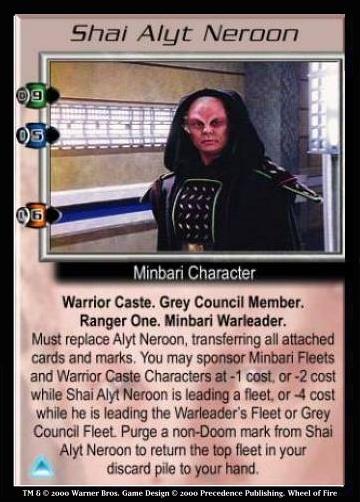 Shai Alyt Neroon
09
05
06
Minbari Character
Warrior Caste. Grey Council Member.
Ranger One. Minbari Warleader.
Must replace Alyt Neroon, transferring all attached
cards and marks. You may sponsor Minbari Fleets
and Warrior Caste Characters at -1 cost, or -2 cost
while Shai Alyt Neroon is leading a fleet, or -4 cost
while he is leading the Warleader's Fleet or Grey
Council Fleet. Purge a non-Doom mark from Shai
Alyt Neroon to return the top fleet in your
discard pile to your hand.
TM & © 2000 Warner Bros. Game Design © 2000 Precedence Publishing. Wheel of Fire